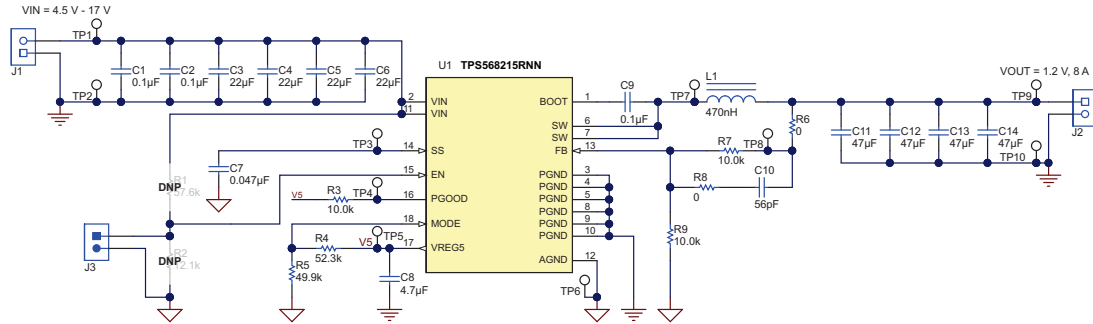 VIN = 4.5 V - 17 V
J1
TP1
TP2
C1
0.1µF
C2
0.1µF
C3
22µF
C4
22µF
C5
22µF
C6
22µF
U1 TPS568215RNN
2 VIN
11 VIN
14 SS
15 EN
16 PGOOD
18 MODE
17 VREG5
BOOT 1
SW 6
SW 7
FB 13
PGND 3
PGND 4
PGND 5
PGND 8
PGND 9
PGND 10
AGND 12
TP3
C7
0.047µF
R1
DNP
57.6k
V5
R3
10.0k
TP4
J3
R2
DNP
12.1k
R4
52.3k
V5
TP5
R5
49.9k
C8
4.7µF
TP6
C9
0.1µF
TP7
L1
470nH
R6
0
R7
10.0k
TP8
R8
0
C10
56pF
R9
10.0k
VOUT = 1.2 V, 8 A
TP9
C11
47µF
C12
47µF
C13
47µF
C14
47µF
TP10
J2